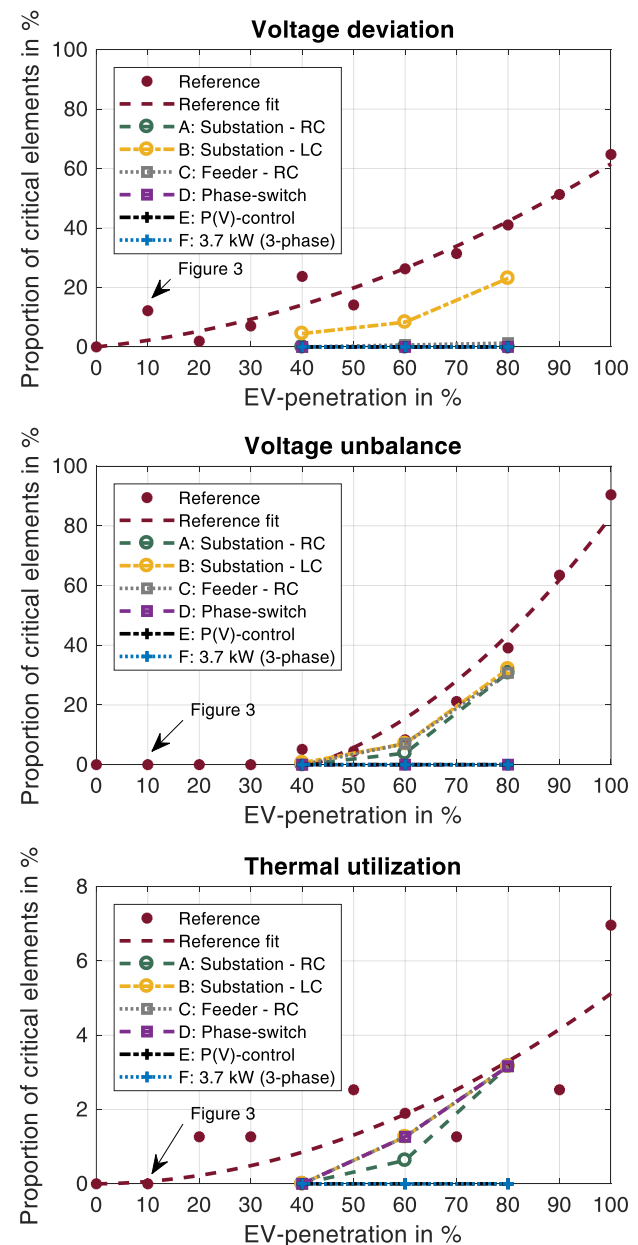 Voltage deviation
Proportion of critical elements in %
100
80
60
40
20
0
Reference
Reference fit
A: Substation - RC
B: Substation - LC
C: Feeder - RC
D: Phase-switch
E: P(V)-control
F: 3.7 kW (3-phase)
Figure 3
0 10 20 30 40 50 60 70 80 90 100
EV-penetration in %
Voltage unbalance
Proportion of critical elements in %
100
80
60
40
20
0
Reference
Reference fit
A: Substation - RC
B: Substation - LC
C: Feeder - RC
D: Phase-switch
E: P(V)-control
F: 3.7 kW (3-phase)
Figure 3
0 10 20 30 40 50 60 70 80 90 100
EV-penetration in %
Thermal utilization
Proportion of critical elements in %
8
6
4
2
0
Reference
Reference fit
A: Substation - RC
B: Substation - LC
C: Feeder - RC
D: Phase-switch
E: P(V)-control
F: 3.7 kW (3-phase)
Figure 3
0 10 20 30 40 50 60 70 80 90 100
EV-penetration in %